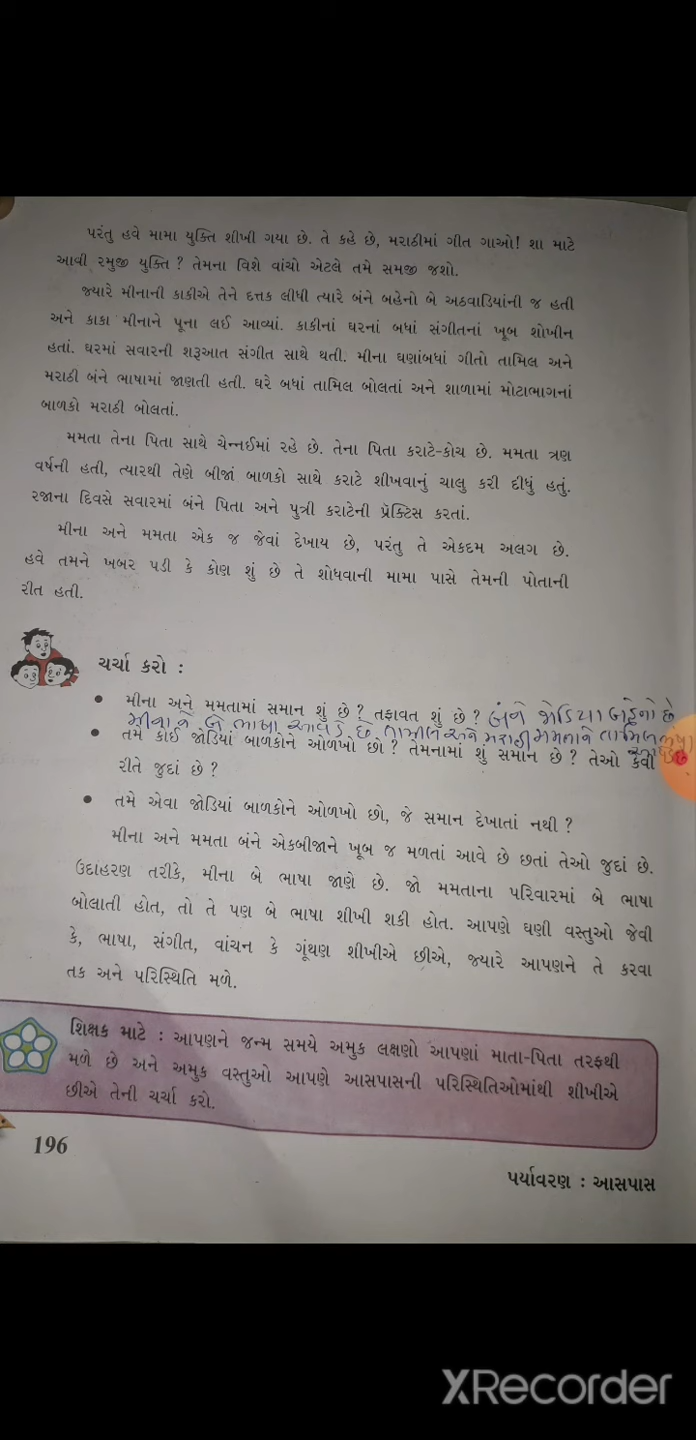 પરંતુ હવે મામા યુક્તિ શીખી ગયા છે. તે કહે છે, મરાઠીમાં ગીત ગાઓ! શા માટે
આવી રમુજી યુક્તિ ? તેમના વિશે વાંચો એટલે તમે સમજી જશો.
જ્યારે મીનાની કાકીએ તેને દત્તક લીધી ત્યારે બંને બહેનો બે અઠવાડિયાંની જ હતી
અને કાકા મીનાને પૂના લઈ આવ્યાં. કાકીનાં ઘરનાં બધાં સંગીતનાં ખૂબ શોખીન
હતાં. ઘરમાં સવારની શરૂઆત સંગીત સાથે થતી. મીના ઘણાંબધાં ગીતો તામિલ અને
મરાઠી બંને ભાષામાં જાણતી હતી. ઘરે બધાં તામિલ બોલતાં અને શાળામાં મોટાભાગનાં
બાળકો મરાઠી બોલતાં.
મમતા તેના પિતા સાથે ચેન્નઈમાં રહે છે. તેના પિતા કરાટે-કોચ છે. મમતા ત્રણ
વર્ષની હતી, ત્યારથી તેણે બીજાં બાળકો સાથે કરાટે શીખવાનું ચાલુ કરી દીધું હતું.
રજાના દિવસે સવારમાં બંને પિતા અને પુત્રી કરાટેની પ્રૅક્ટિસ કરતાં.
મીના અને મમતા એક જ જેવાં દેખાય છે, પરંતુ તે એકદમ અલગ છે.
હવે તમને ખબર પડી કે કોણ શું છે તે શોધવાની મામા પાસે તેમની પોતાની
રીત હતી.
ચર્ચા કરો :
• મીના અને મમતામાં સમાન શું છે ? તફાવત શું છે ? બંને જોડિયા બહેનો છે
મીના ને બે ભાષા આવડે છે તામીલ અને મરાઠી મમતાને તામિલ
• તમે કોઈ જોડિયાં બાળકોને ઓળખો છો ? તેમનામાં શું સમાન છે ? તેઓ કેવી
રીતે જુદાં છે ?
• તમે એવા જોડિયાં બાળકોને ઓળખો છો, જે સમાન દેખાતાં નથી ?
મીના અને મમતા બંને એકબીજાને ખૂબ જ મળતાં આવે છે છતાં તેઓ જુદાં છે.
ઉદાહરણ તરીકે, મીના બે ભાષા જાણે છે. જો મમતાના પરિવારમાં બે ભાષા
બોલાતી હોત, તો તે પણ બે ભાષા શીખી શકી હોત. આપણે ઘણી વસ્તુઓ જેવી
કે, ભાષા, સંગીત, વાંચન કે ગૂંથણ શીખીએ છીએ, જ્યારે આપણને તે કરવા
તક અને પરિસ્થિતિ મળે.
શિક્ષક માટે : આપણને જન્મ સમયે અમુક લક્ષણો આપણાં માતા-પિતા તરફથી
મળે છે અને અમુક વસ્તુઓ આપણે આસપાસની પરિસ્થિતિઓમાંથી શીખીએ
છીએ તેની ચર્ચા કરો.
196
પર્યાવરણ : આસપાસ
XRecorder